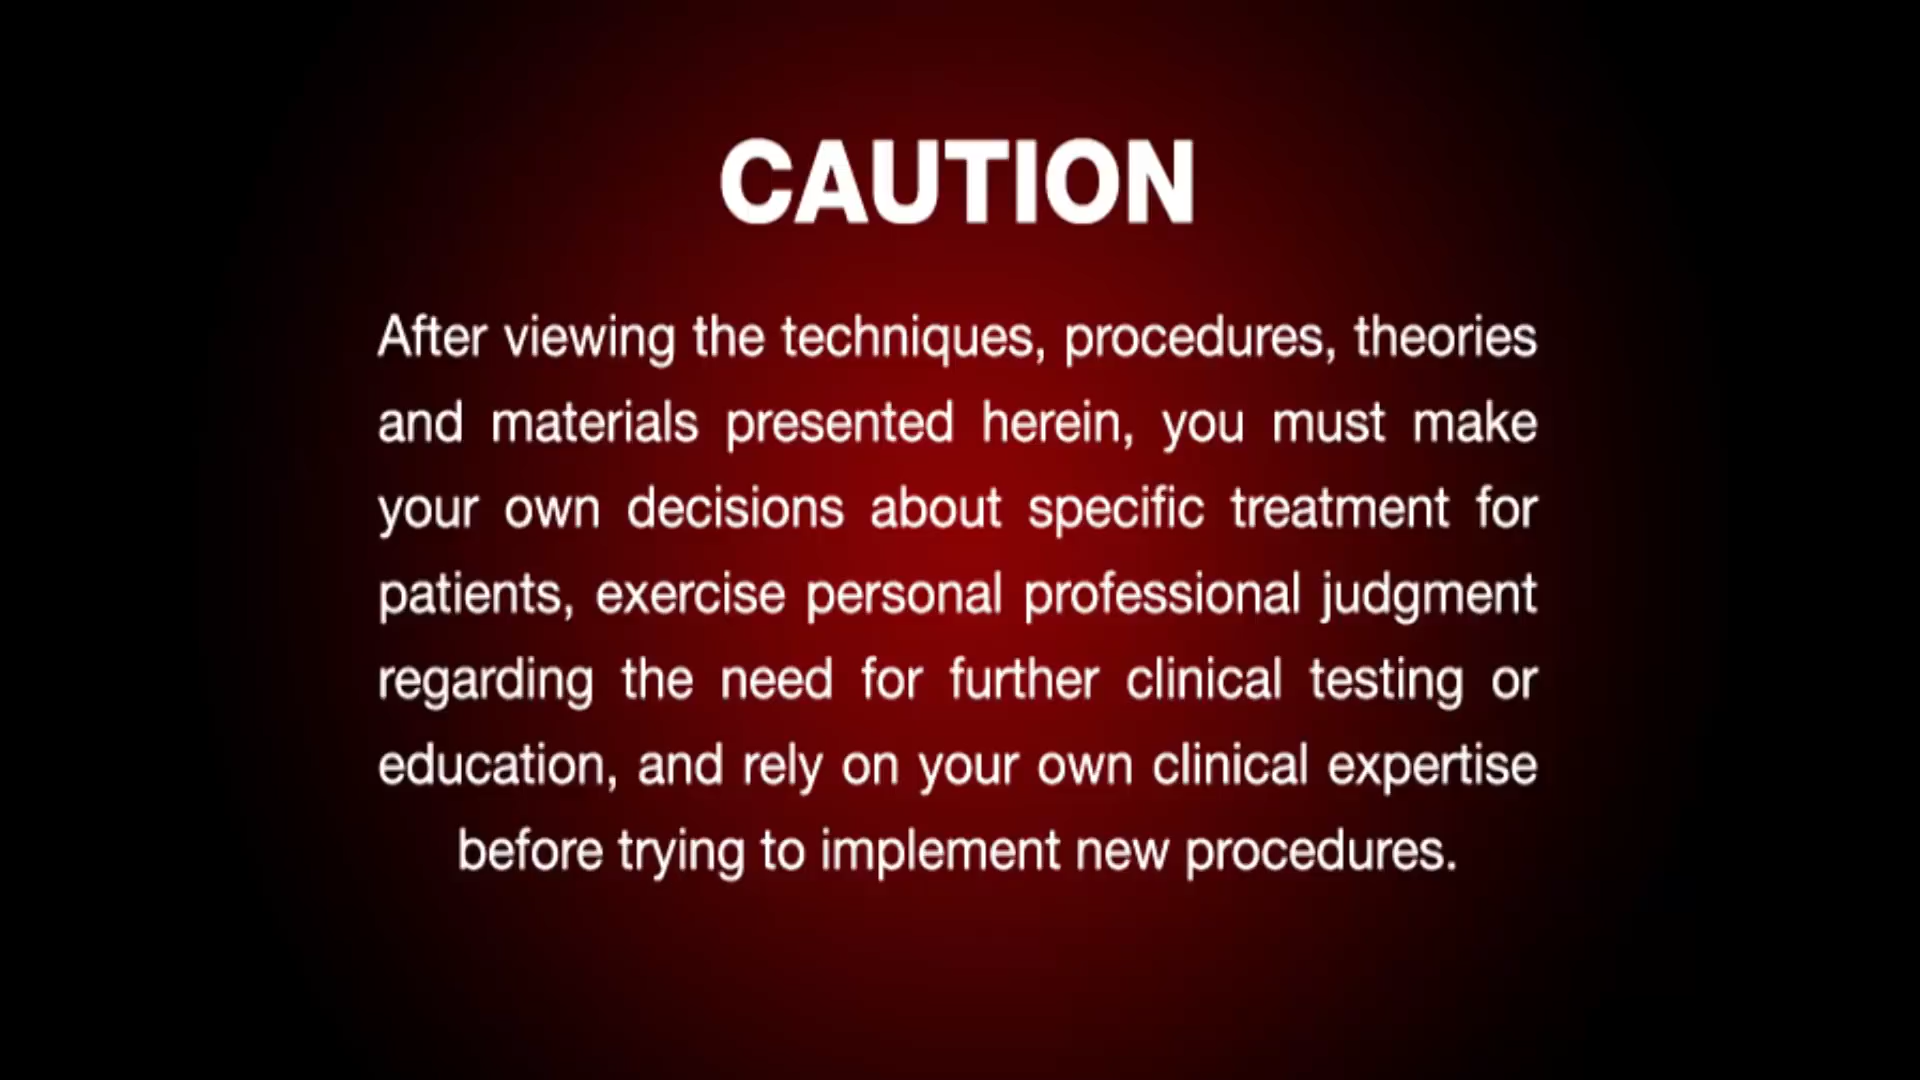 CAUTION
After viewing the techniques, procedures, theories
and materials presented herein, you must make
your own decisions about specific treatment for
patients, exercise personal professional judgment
regarding the need for further clinical testing or
education, and rely on your own clinical expertise
before trying to implement new procedures.